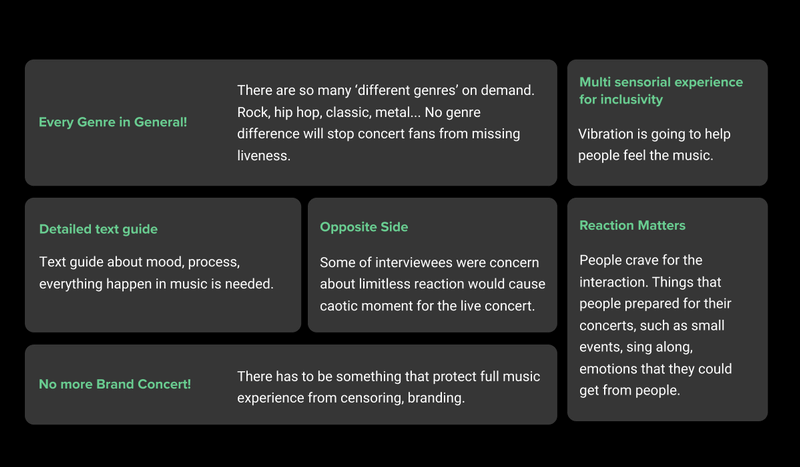 Every Genre in General!
There are so many ‘different genres’ on demand.
Rock, hip hop, classic, metal... No genre
difference will stop concert fans from missing
liveness.
Multi sensorial experience
for inclusivity
Vibration is going to help
people feel the music.
Detailed text guide
Text guide about mood, process,
everything happen in music is needed.
Opposite Side
Some of interviewees were concern
about limitless reaction would cause
caotic moment for the live concert.
Reaction Matters
People crave for the
interaction. Things that
people prepared for their
concerts, such as small
events, sing along,
emotions that they could
get from people.
No more Brand Concert!
There has to be something that protect full music
experience from censoring, branding.